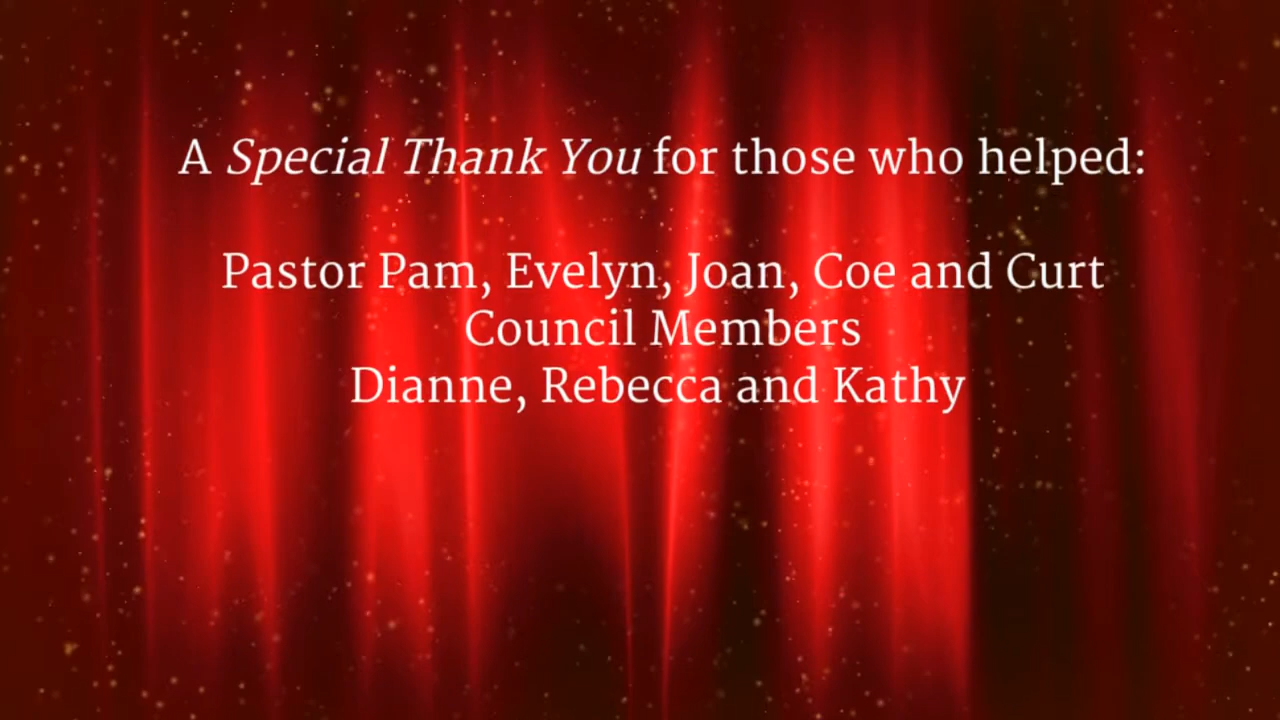 A Special Thank You for those who helped:
Pastor Pam, Evelyn, Joan, Coe and Curt
Council Members
Dianne, Rebecca and Kathy